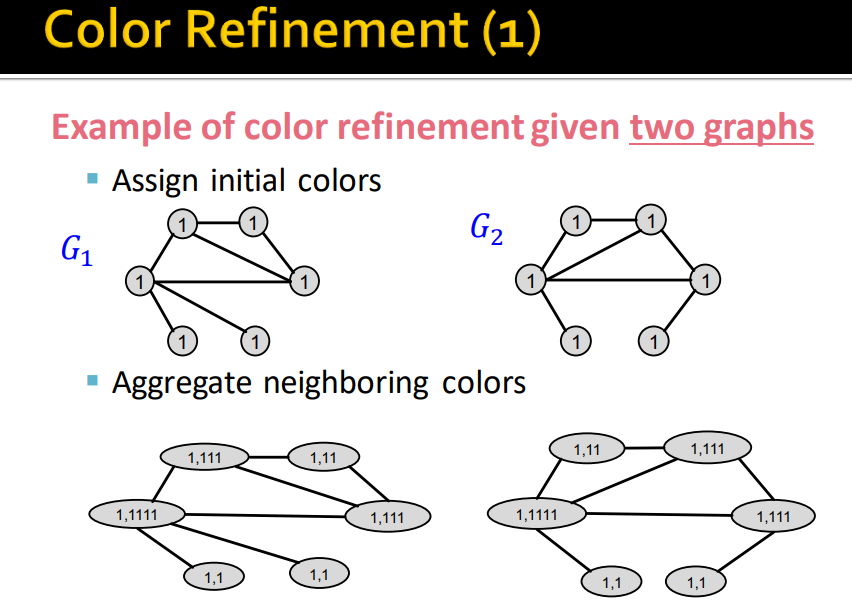 Color Refinement (1)
Example of color refinement given two graphs
Assign initial colors
G₁
1 1
1 1
1 1
G₂
1 1
1 1
1 1
Aggregate neighboring colors
1,111 1,11
1,1111 1,111
1,1 1,1
1,11 1,111
1,1111 1,111
1,1 1,1